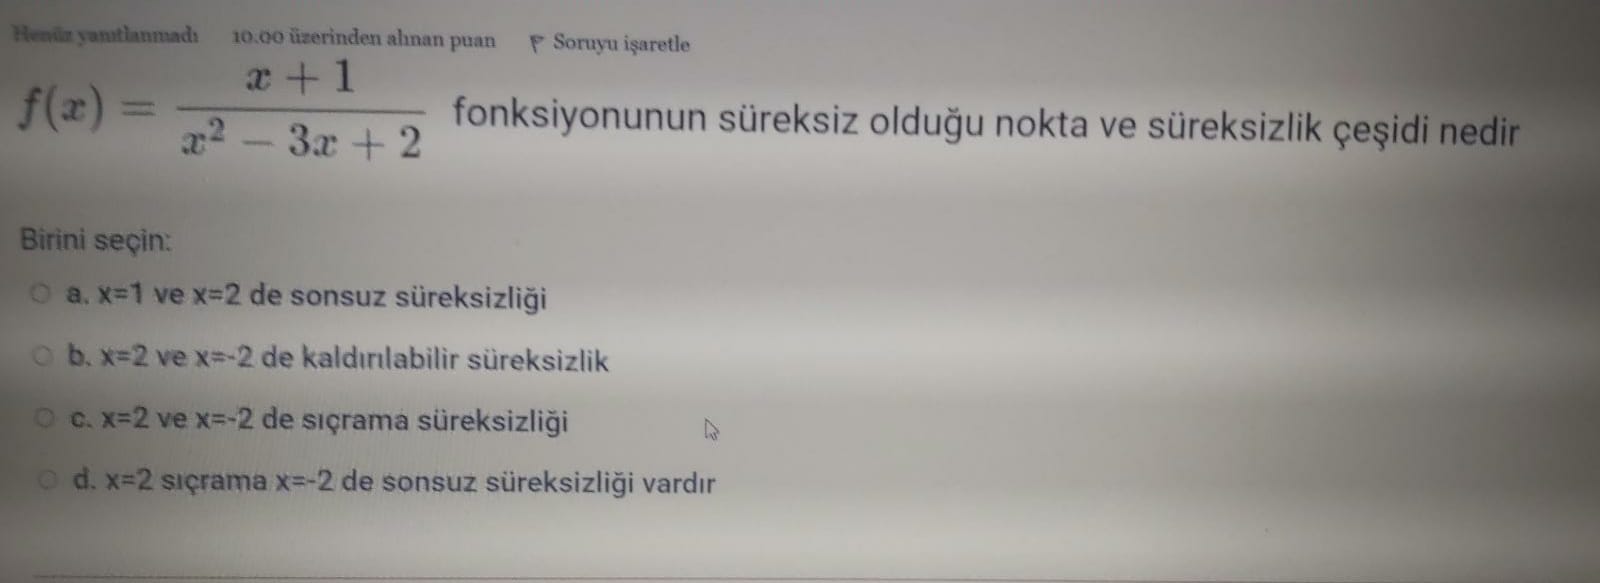 Henüz yanıtlanmadı 10.00 üzerinden alınan puan Soruyu işaretle
f(x) = (x + 1) / (x² − 3x + 2) fonksiyonunun süreksiz olduğu nokta ve süreksizlik çeşidi nedir
Birini seçin:
a. x=1 ve x=2 de sonsuz süreksizliği
b. x=2 ve x=-2 de kaldırılabilir süreksizlik
c. x=2 ve x=-2 de sıçrama süreksizliği
d. x=2 sıçrama x=-2 de sonsuz süreksizliği vardır